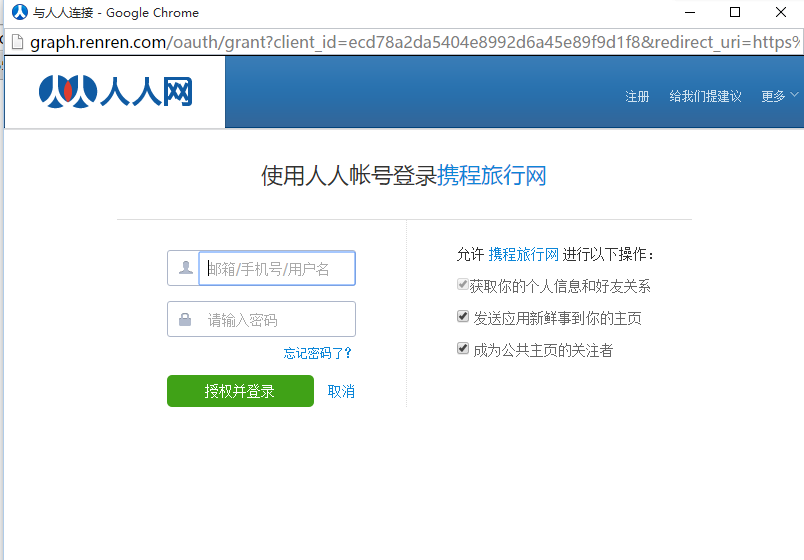 与人人连接 - Google Chrome
graph.renren.com/oauth/grant?client_id=ecd78a2da5404e8992d6a45e89f9d1f8&redirect_uri=https%
人人网
注册 给我们提建议 更多
使用人人帐号登录携程旅行网
邮箱/手机号/用户名
请输入密码
忘记密码了？
授权并登录 取消
允许 携程旅行网 进行以下操作：
获取你的个人信息和好友关系
发送应用新鲜事到你的主页
成为公共主页的关注者